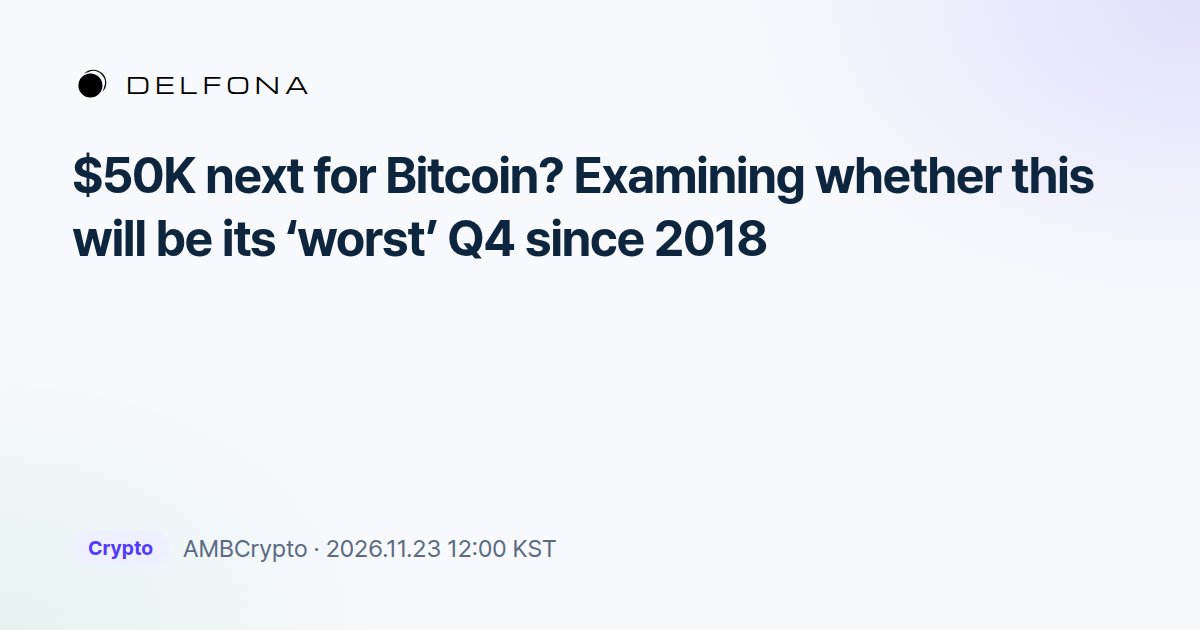 DELFONA
$50K next for Bitcoin? Examining whether this
will be its ‘worst’ Q4 since 2018
Crypto AMBCrypto · 2026.11.23 12:00 KST